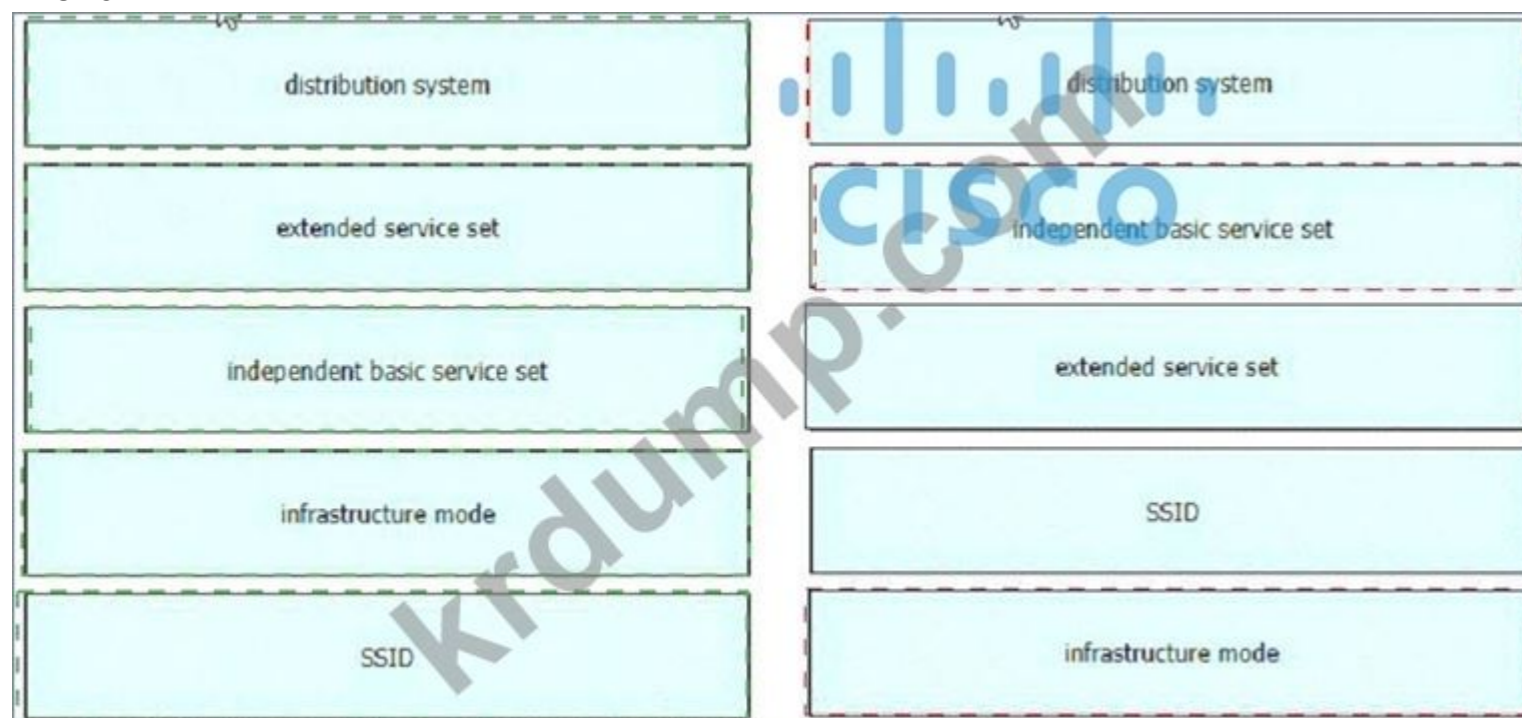 distribution system
distribution system
extended service set
independent basic service set
independent basic service set
extended service set
infrastructure mode
SSID
SSID
infrastructure mode
CISCO
krdump.com